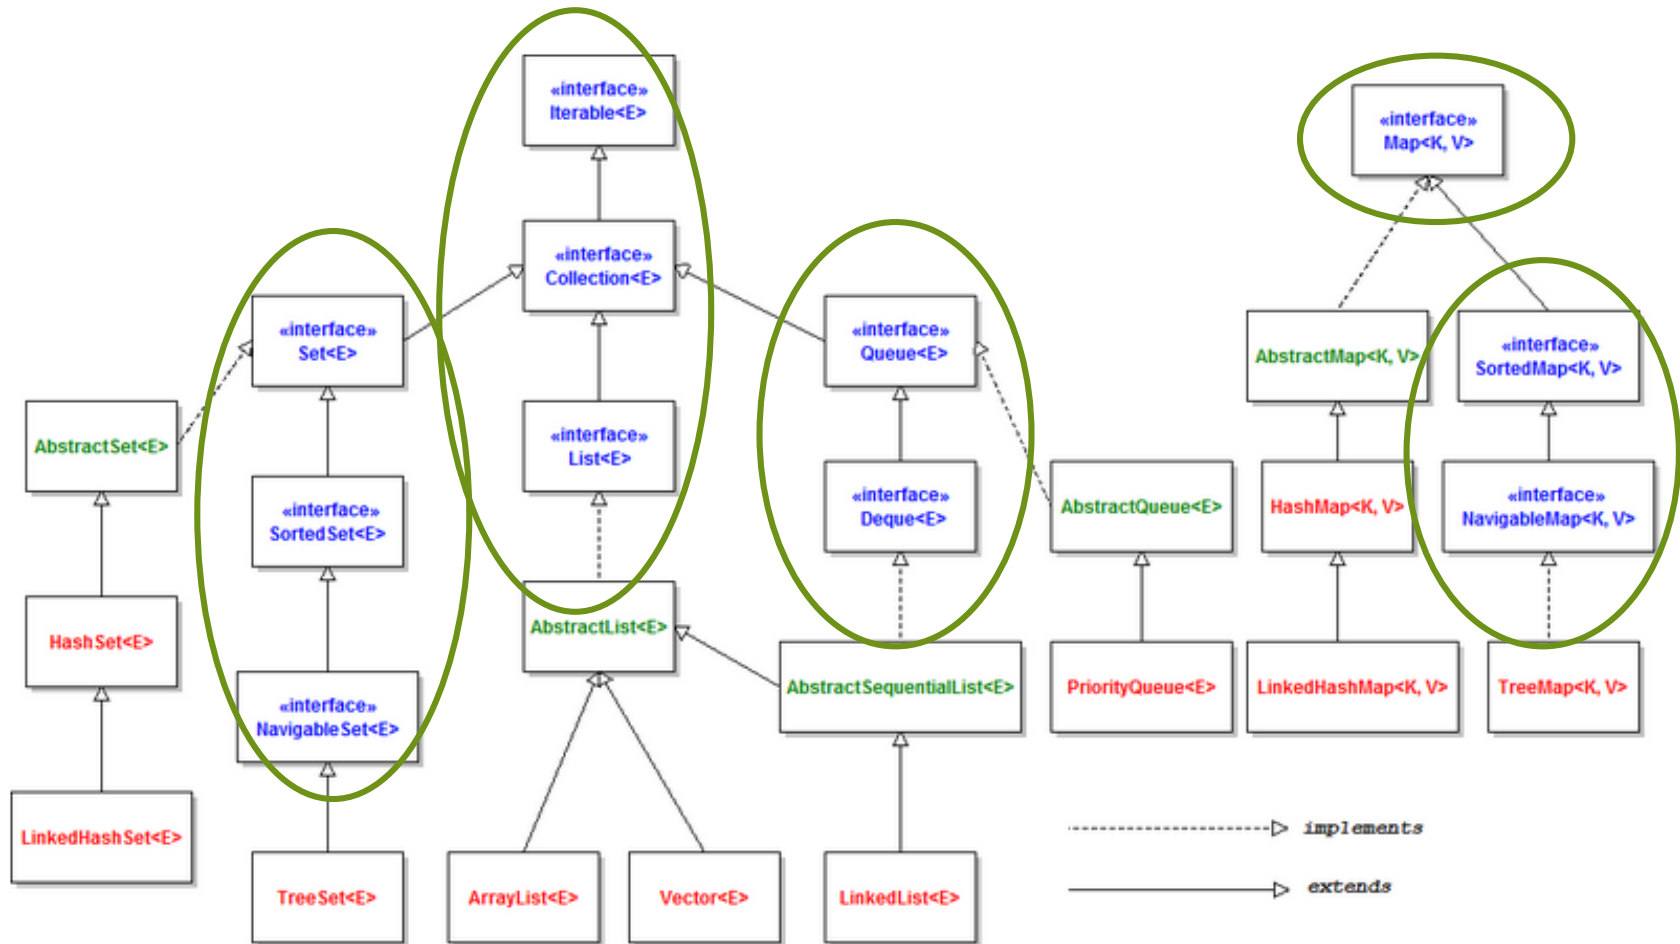 «interface»
Iterable<E>
«interface»
Map<K, V>
«interface»
Collection<E>
«interface»
Set<E>
«interface»
Queue<E>
AbstractMap<K, V>
«interface»
SortedMap<K, V>
AbstractSet<E>
«interface»
List<E>
«interface»
SortedSet<E>
«interface»
Deque<E>
AbstractQueue<E>
HashMap<K, V>
«interface»
NavigableMap<K, V>
HashSet<E>
AbstractList<E>
«interface»
NavigableSet<E>
AbstractSequentialList<E>
PriorityQueue<E>
LinkedHashMap<K, V>
TreeMap<K, V>
LinkedHashSet<E>
implements
TreeSet<E>
ArrayList<E>
Vector<E>
LinkedList<E>
extends